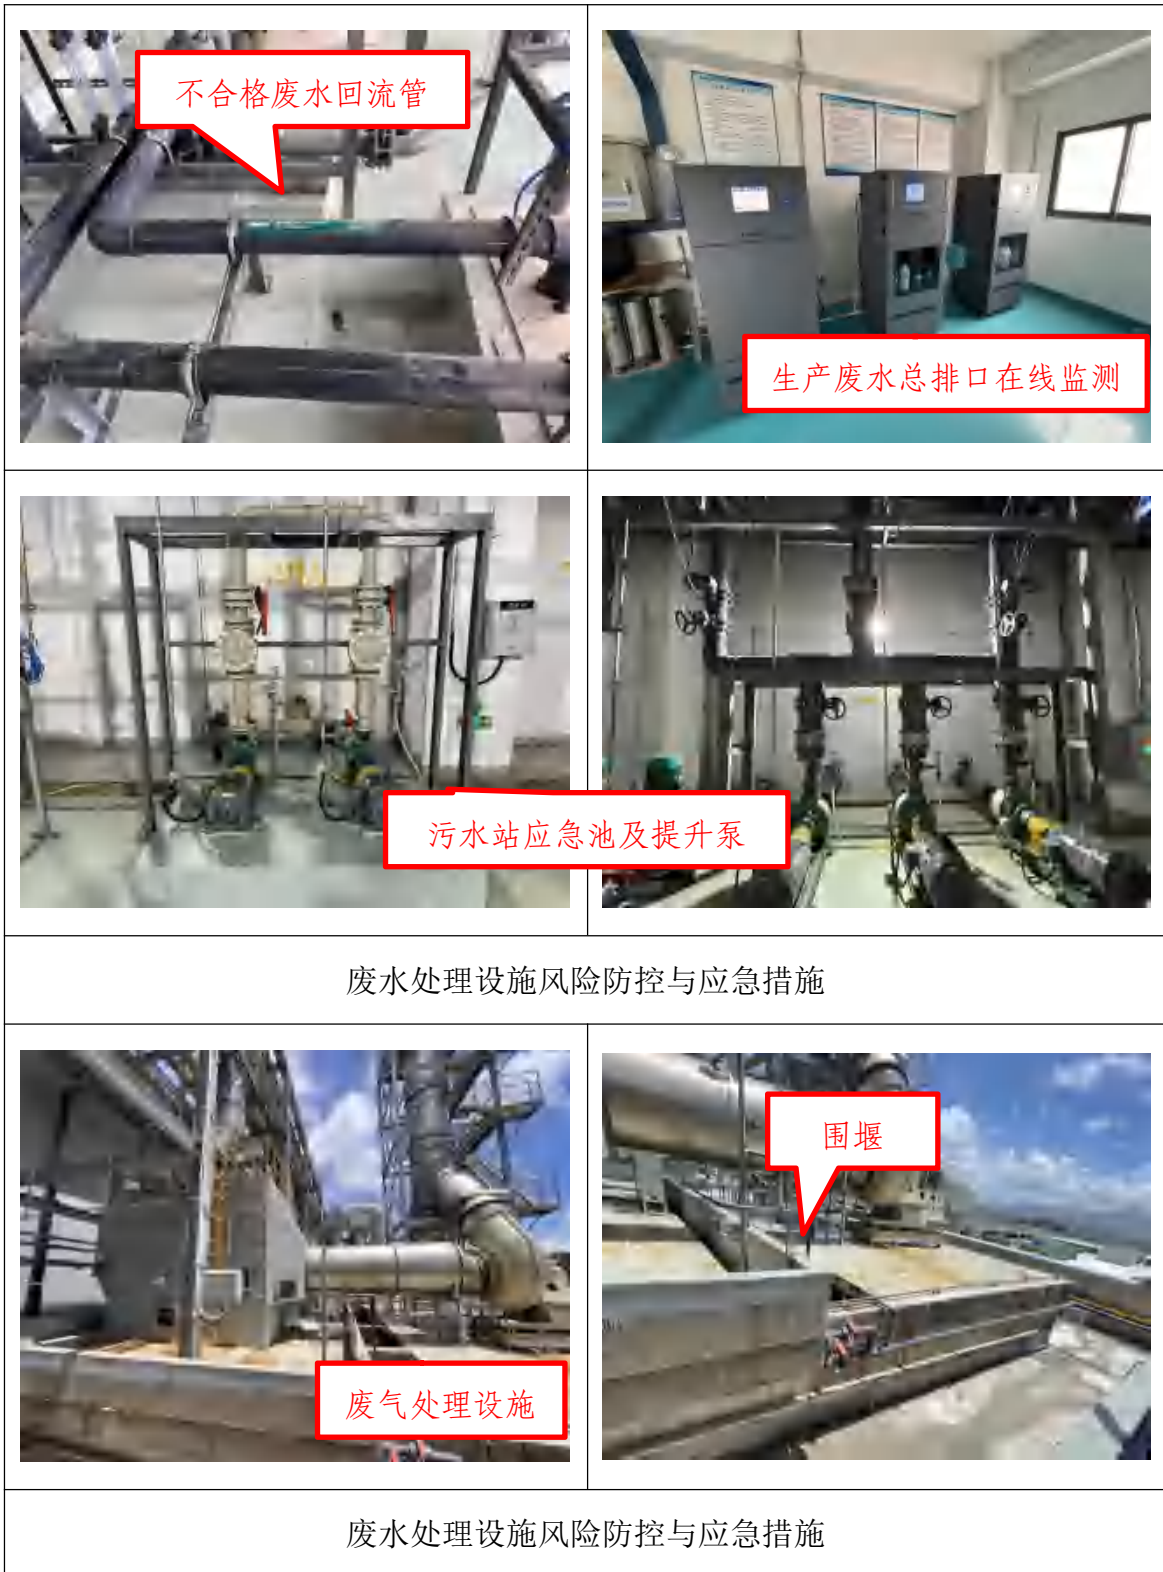 不合格废水回流管
生产废水总排口在线监测
污水站应急池及提升泵
废水处理设施风险防控与应急措施
废气处理设施
围堰
废水处理设施风险防控与应急措施